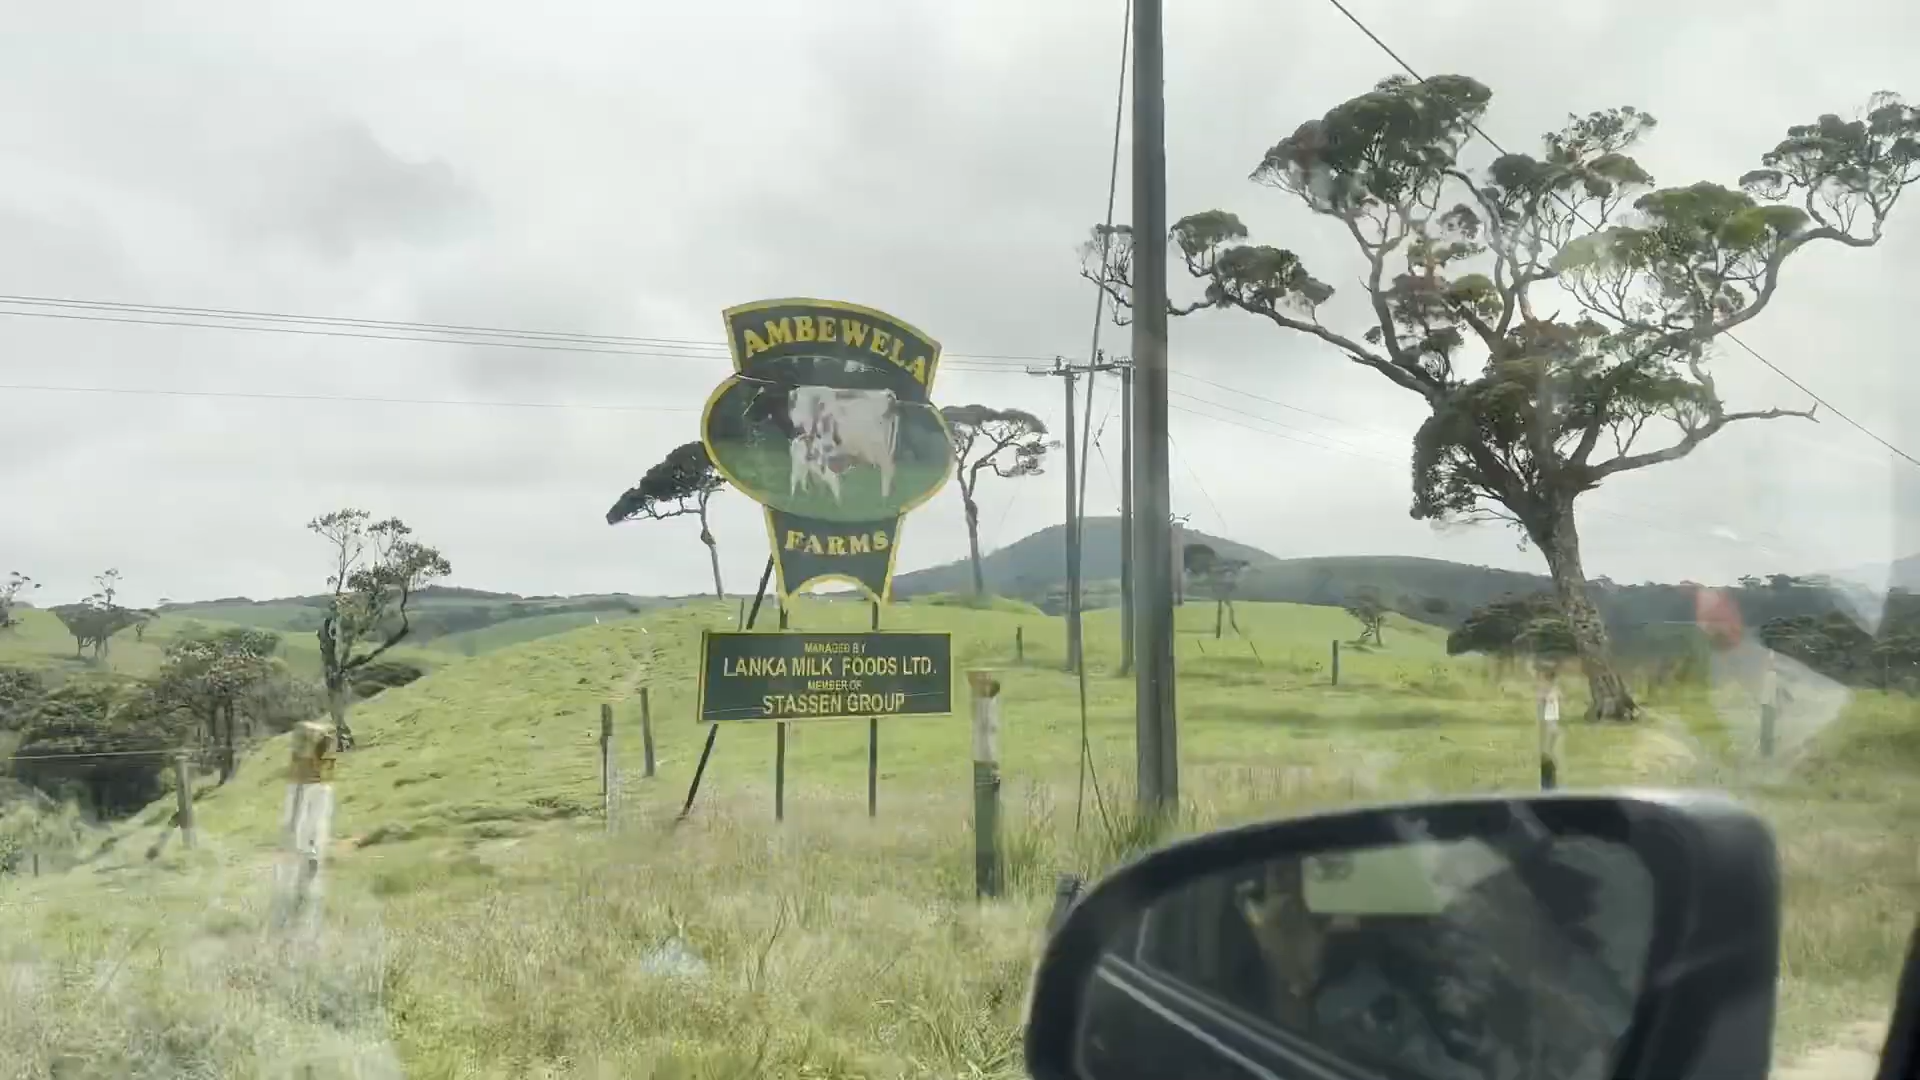 AMBEWELA
FARMS
MANAGED BY
LANKA MILK FOODS LTD.
MEMBER OF
STASSEN GROUP